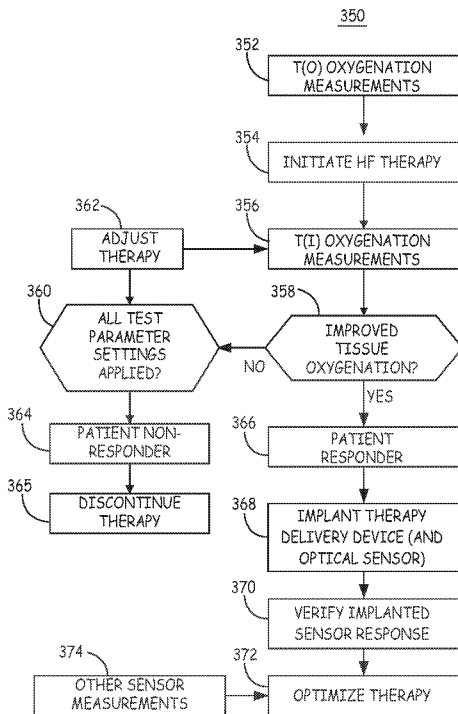 350
352
T(O) OXYGENATION
MEASUREMENTS
354
INITIATE HF THERAPY
362
ADJUST
THERAPY
356
T(I) OXYGENATION
MEASUREMENTS
360
ALL TEST
PARAMETER
SETTINGS
APPLIED?
358
IMPROVED
TISSUE
OXYGENATION?
NO
YES
364
PATIENT NON-
RESPONDER
366
PATIENT
RESPONDER
365
DISCONTINUE
THERAPY
368
IMPLANT THERAPY
DELIVERY DEVICE (AND
OPTICAL SENSOR)
370
VERIFY IMPLANTED
SENSOR RESPONSE
374
OTHER SENSOR
MEASUREMENTS
372
OPTIMIZE THERAPY